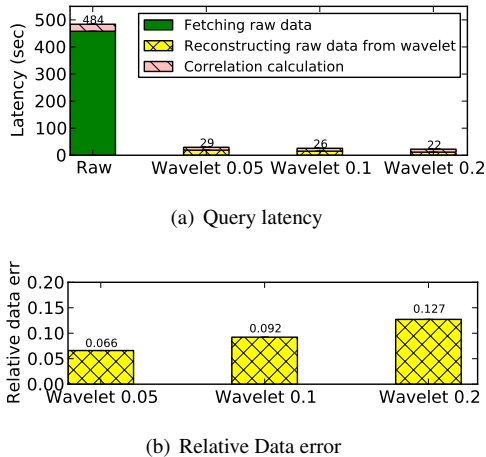 500
400
300
200
100
0
Latency (sec)
484
29
26
22
Fetching raw data
Reconstructing raw data from wavelet
Correlation calculation
Raw
Wavelet 0.05
Wavelet 0.1
Wavelet 0.2
(a) Query latency
0.20
0.15
0.10
0.05
0.00
Relative data err
0.066
0.092
0.127
Wavelet 0.05
Wavelet 0.1
Wavelet 0.2
(b) Relative Data error